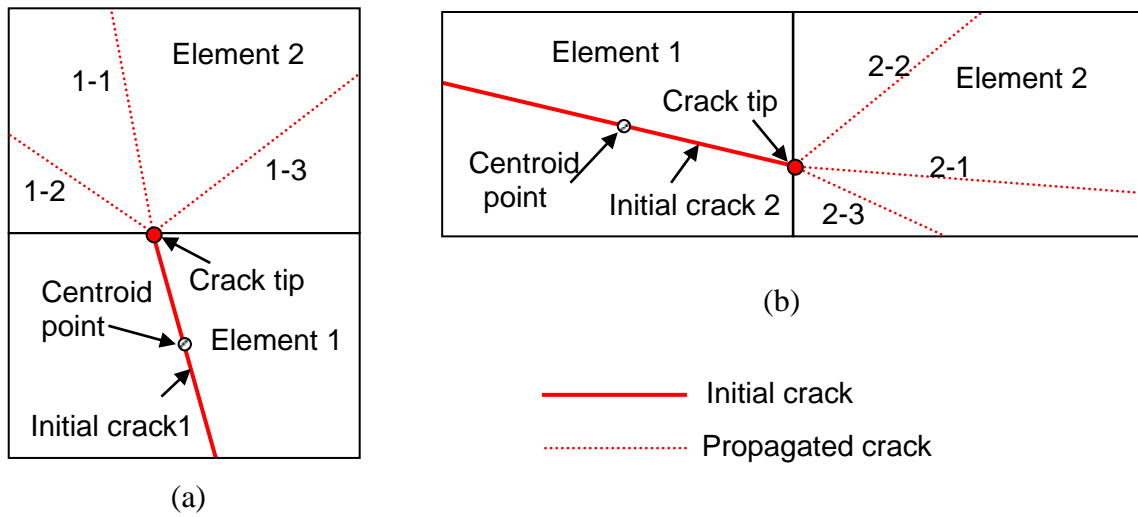 Element 2
1-1
1-2
1-3
Crack tip
Centroid
point
Element 1
Initial crack1
(a)
Element 1
2-2
Element 2
Crack tip
Centroid
point
2-1
Initial crack 2
2-3
(b)
Initial crack
Propagated crack